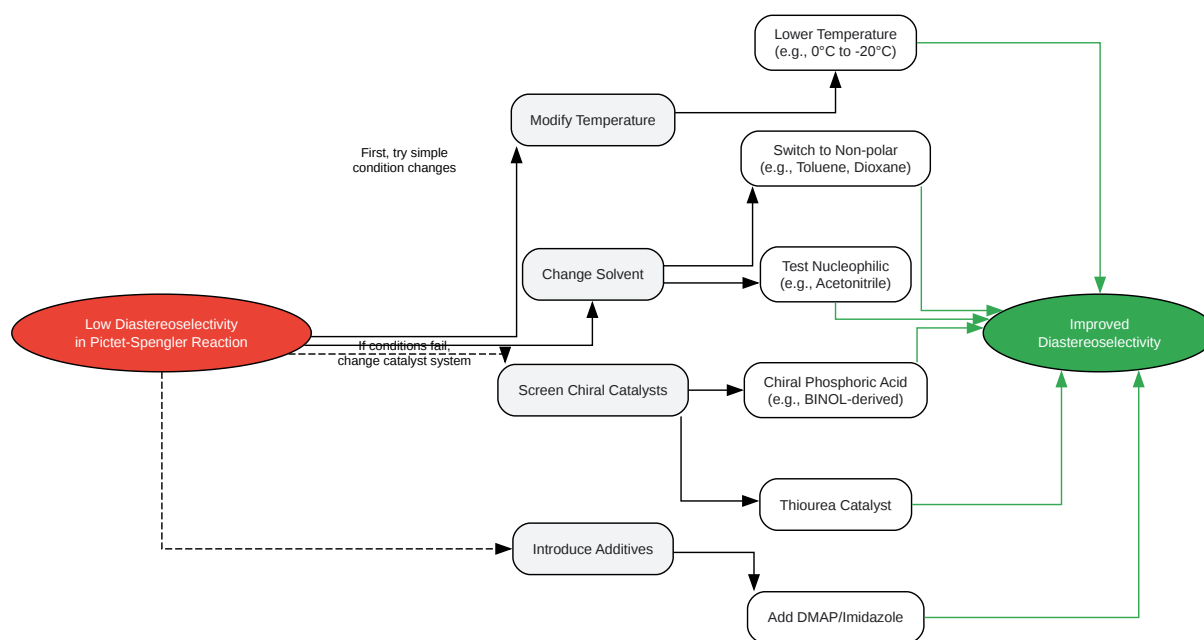 Lower Temperature
(e.g., 0°C to -20°C)
Modify Temperature
First, try simple
condition changes
Switch to Non-polar
(e.g., Toluene, Dioxane)
Change Solvent
Test Nucleophilic
(e.g., Acetonitrile)
Low Diastereoselectivity
in Pictet-Spengler Reaction
Improved
Diastereoselectivity
If conditions fail,
change catalyst system
Screen Chiral Catalysts
Chiral Phosphoric Acid
(e.g., BINOL-derived)
Thiourea Catalyst
Introduce Additives
Add DMAP/Imidazole